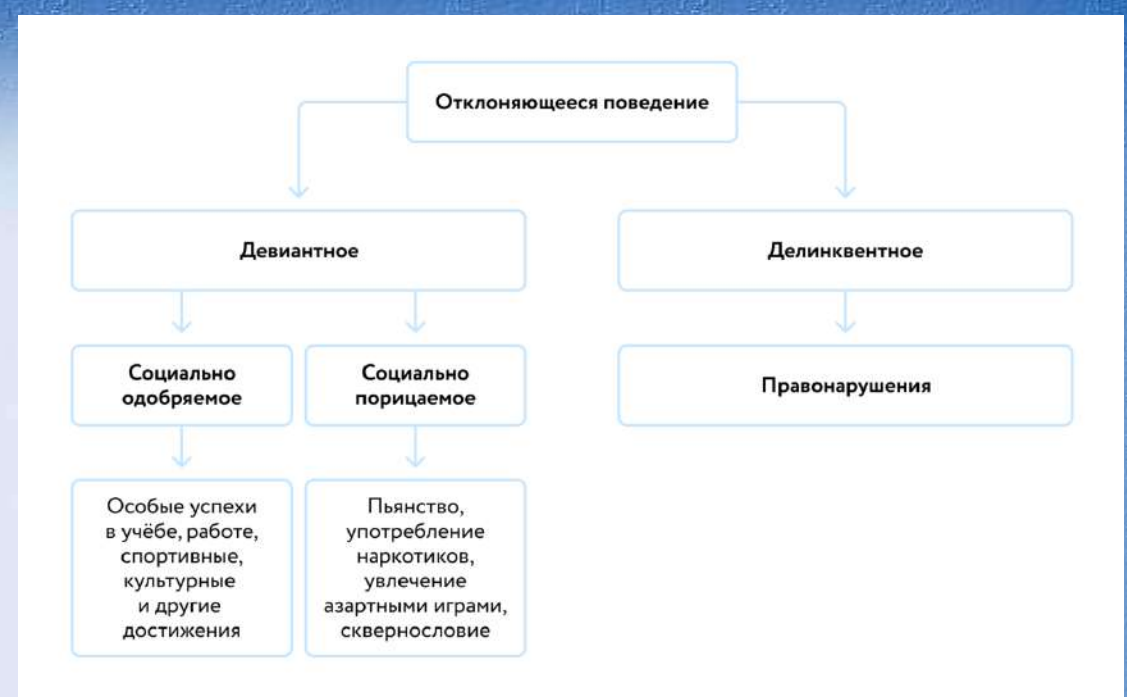 Отклоняющееся поведение
Девиантное
Делинквентное
Социально
одобряемое
Социально
порицаемое
Правонарушения
Особые успехи
в учёбе, работе,
спортивные,
культурные
и другие
достижения
Пьянство,
употребление
наркотиков,
увлечение
азартными играми,
сквернословие